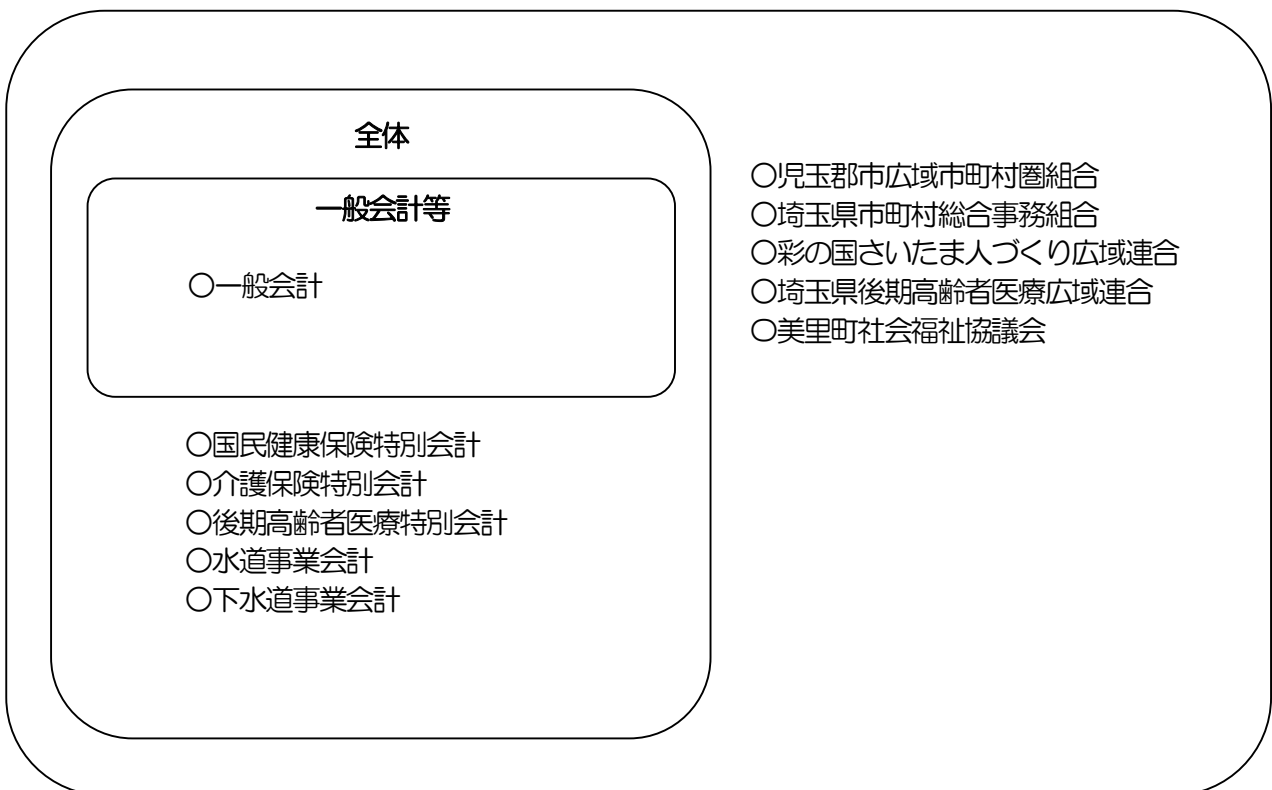 全体
一般会計等
○一般会計
○国民健康保険特別会計
○介護保険特別会計
○後期高齢者医療特別会計
○水道事業会計
○下水道事業会計
○児玉郡市広域市町村圏組合
○埼玉県市町村総合事務組合
○彩の国さいたま人づくり広域連合
○埼玉県後期高齢者医療広域連合
○美里町社会福祉協議会